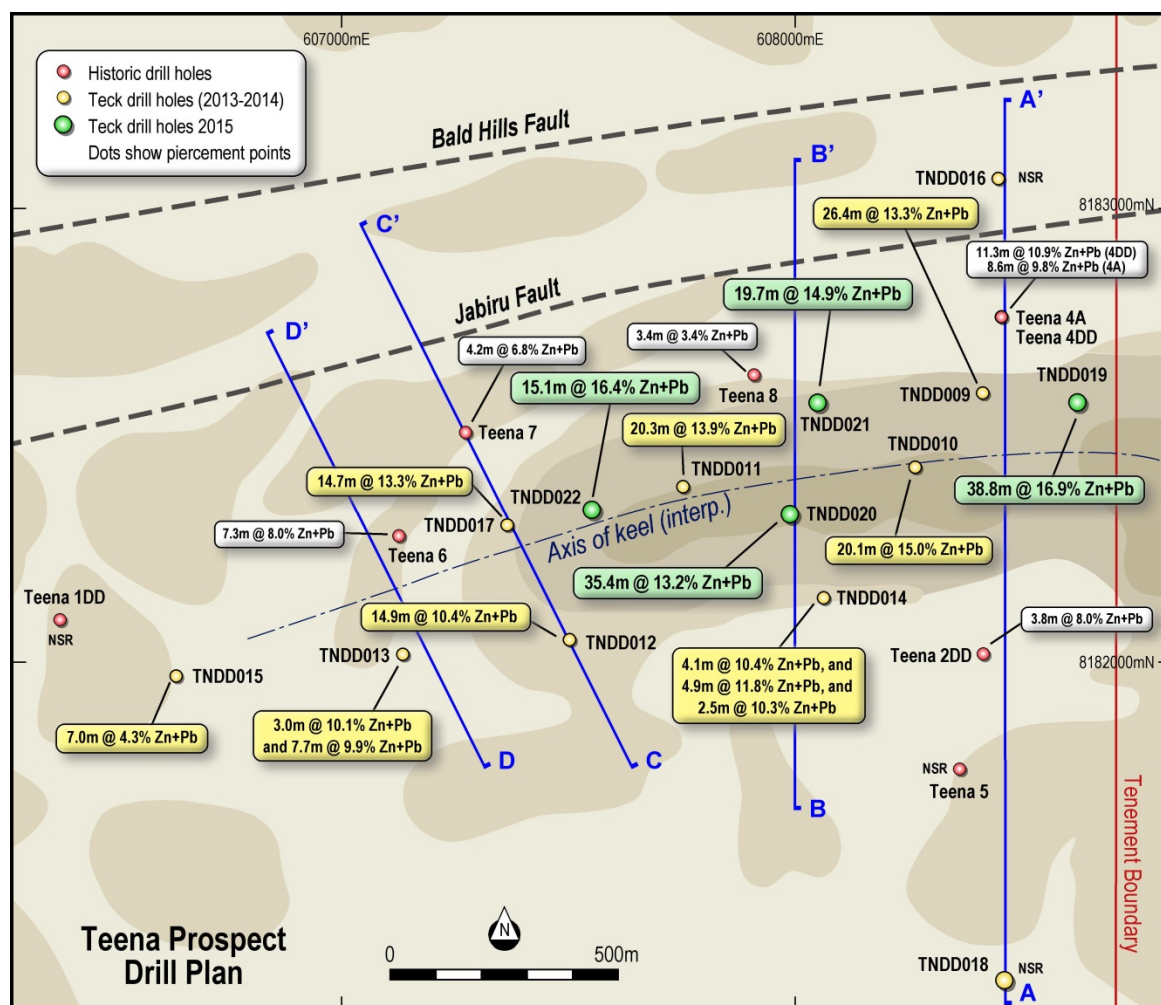 607000mE
608000mE
Historic drill holes
Teck drill holes (2013-2014)
Teck drill holes 2015
Dots show piercement points
Bald Hills Fault
A’
B’
TNDD016
NSR
26.4m @ 13.3% Zn+Pb
8183000mN
C’
11.3m @ 10.9% Zn+Pb (4DD)
8.6m @ 9.8% Zn+Pb (4A)
Jabiru Fault
19.7m @ 14.9% Zn+Pb
D’
3.4m @ 3.4% Zn+Pb
Teena 4A
Teena 4DD
4.2m @ 6.8% Zn+Pb
15.1m @ 16.4% Zn+Pb
Teena 8
TNDD009
TNDD019
TNDD021
Teena 7
20.3m @ 13.9% Zn+Pb
TNDD010
TNDD011
14.7m @ 13.3% Zn+Pb
TNDD022
38.8m @ 16.9% Zn+Pb
TNDD017
Axis of keel (interp.)
TNDD020
7.3m @ 8.0% Zn+Pb
Teena 6
20.1m @ 15.0% Zn+Pb
35.4m @ 13.2% Zn+Pb
Teena 1DD
NSR
TNDD014
14.9m @ 10.4% Zn+Pb
TNDD012
3.8m @ 8.0% Zn+Pb
TNDD013
Teena 2DD
8182000mN
TNDD015
4.1m @ 10.4% Zn+Pb, and
4.9m @ 11.8% Zn+Pb, and
2.5m @ 10.3% Zn+Pb
7.0m @ 4.3% Zn+Pb
3.0m @ 10.1% Zn+Pb
and 7.7m @ 9.9% Zn+Pb
D
C
NSR
Teena 5
B
Tenement Boundary
Teena Prospect
Drill Plan
N
0
500m
TNDD018
NSR
A